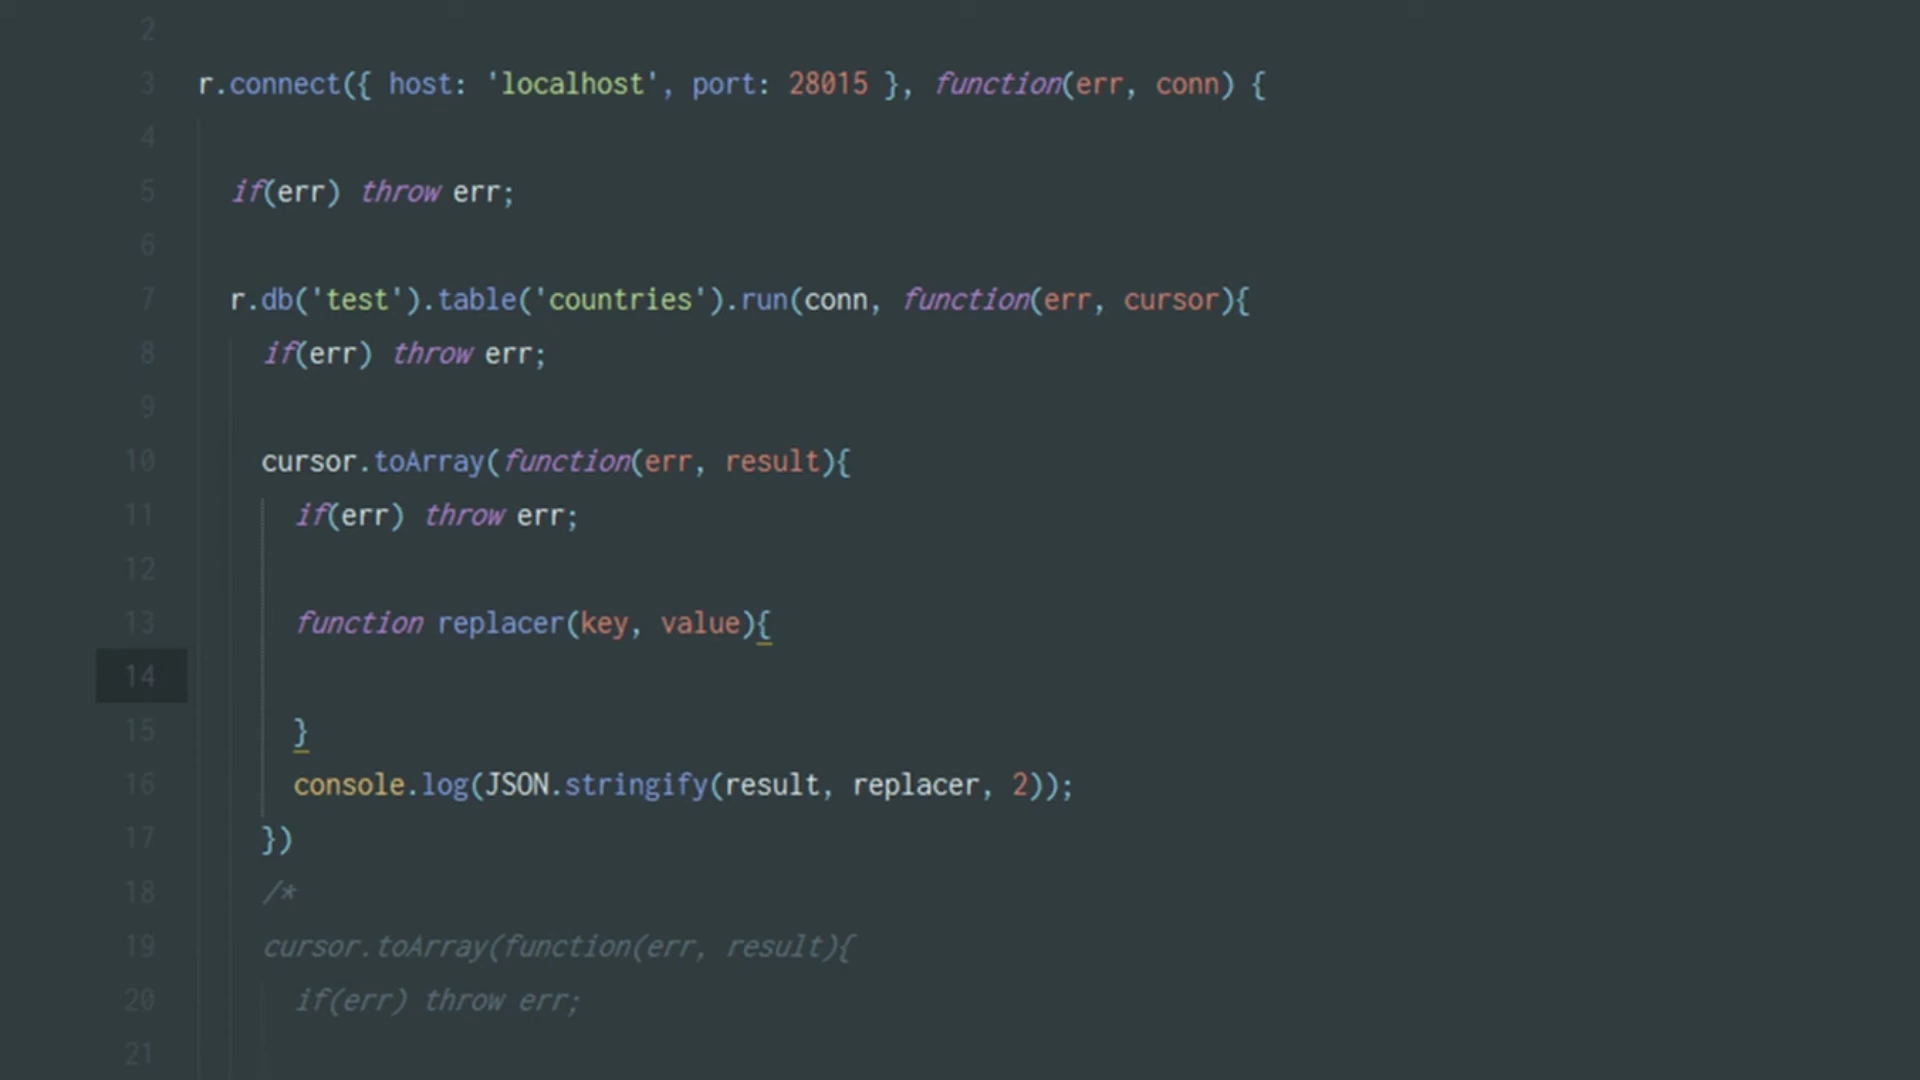 2
3 r.connect({ host: 'localhost', port: 28015 }, function(err, conn) {
4
5 if(err) throw err;
6
7 r.db('test').table('countries').run(conn, function(err, cursor){
8 if(err) throw err;
9
10 cursor.toArray(function(err, result){
11 if(err) throw err;
12
13 function replacer(key, value){
14
15 }
16 console.log(JSON.stringify(result, replacer, 2));
17 })
18 /*
19 cursor.toArray(function(err, result){
20 if(err) throw err;
21